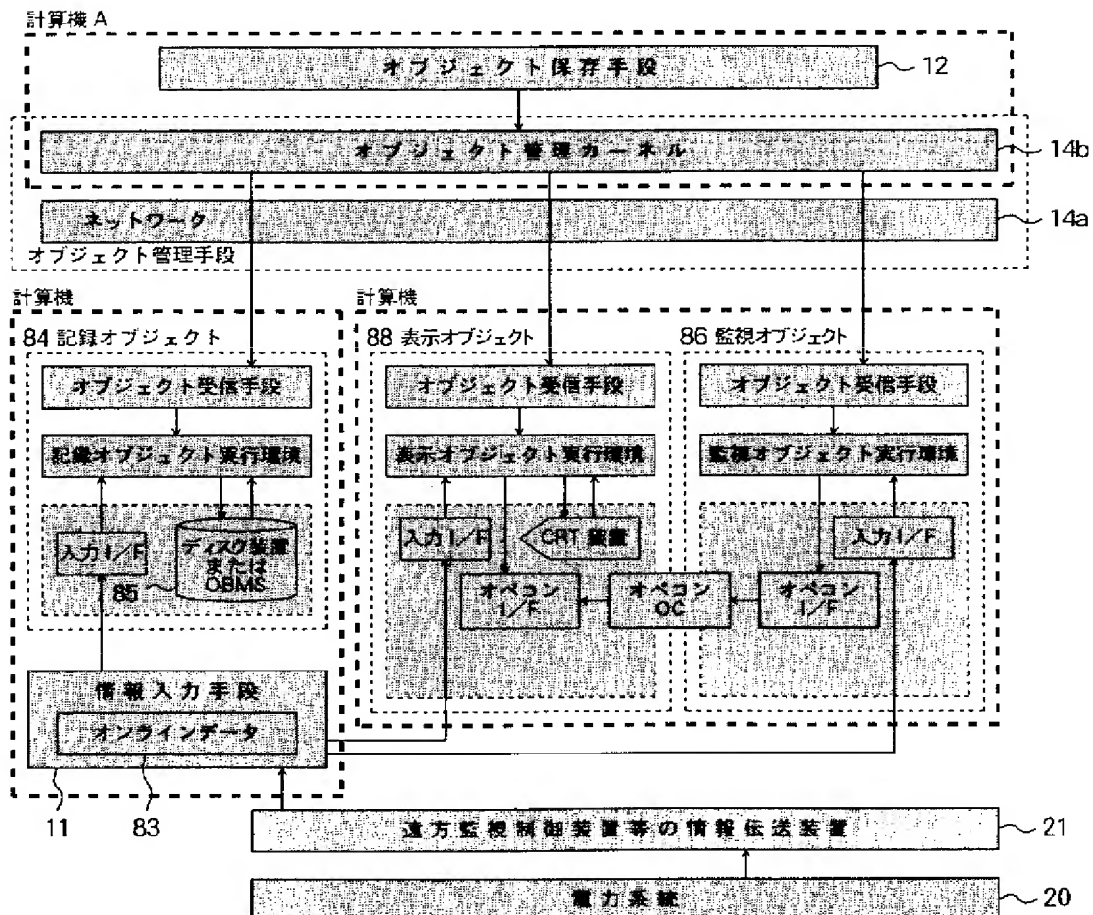 計算機 A
オブジェクト保存手段
12
オブジェクト管理カーネル
14b
ネットワーク
14a
オブジェクト管理手段
計算機
計算機
84 記録オブジェクト
88 表示オブジェクト
86 監視オブジェクト
オブジェクト受信手段
オブジェクト受信手段
オブジェクト受信手段
記録オブジェクト実行環境
表示オブジェクト実行環境
監視オブジェクト実行環境
入力 I/F
ディスク装置
または
OBMS
85
入力 I/F
CRT 装置
入力 I/F
オペコン
I/F
オペコン
OC
オペコン
I/F
情報入力手段
オンラインデータ
11
83
遠方監視制御装置等の情報伝送装置
21
電力系統
20